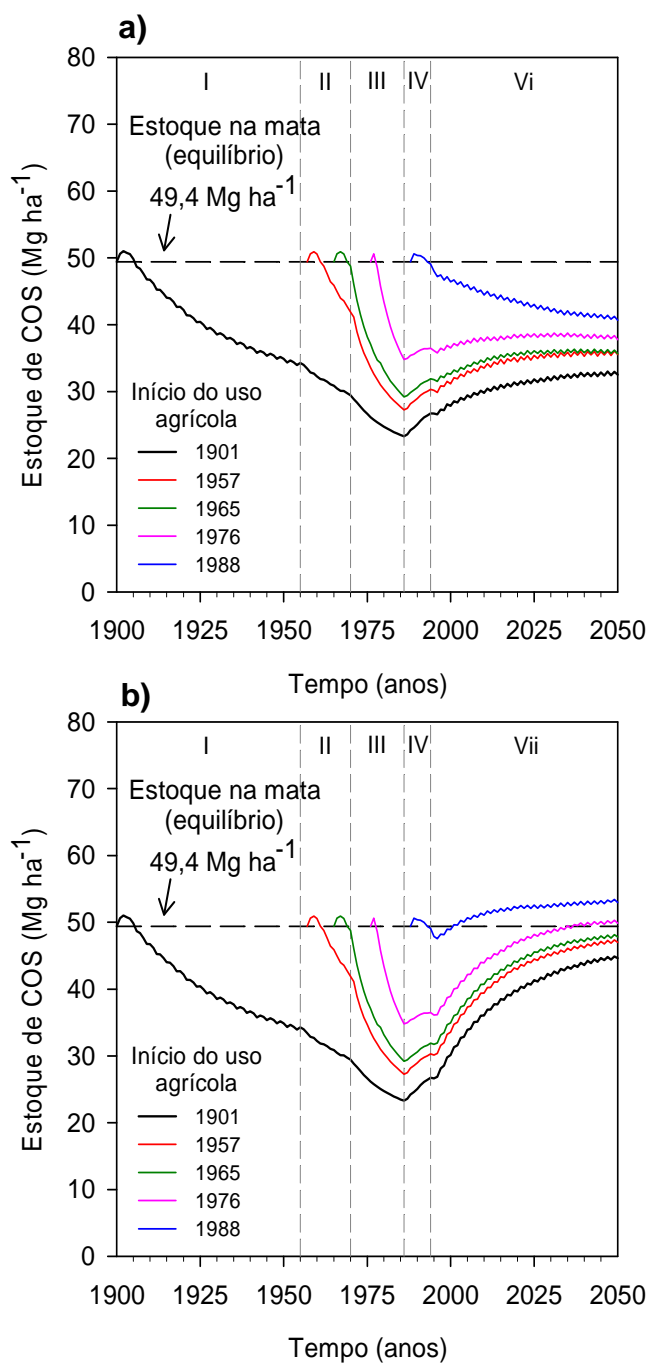 a)
80
70
60
50
40
30
20
10
0
Estoque de COS (Mg ha⁻¹)
I II III IV Vi
Estoque na mata
(equilíbrio)
49,4 Mg ha⁻¹
Início do uso
agrícola
1901
1957
1965
1976
1988
1900 1925 1950 1975 2000 2025 2050
Tempo (anos)
b)
80
70
60
50
40
30
20
10
0
Estoque de COS (Mg ha⁻¹)
I II III IV Vii
Estoque na mata
(equilíbrio)
49,4 Mg ha⁻¹
Início do uso
agrícola
1901
1957
1965
1976
1988
1900 1925 1950 1975 2000 2025 2050
Tempo (anos)